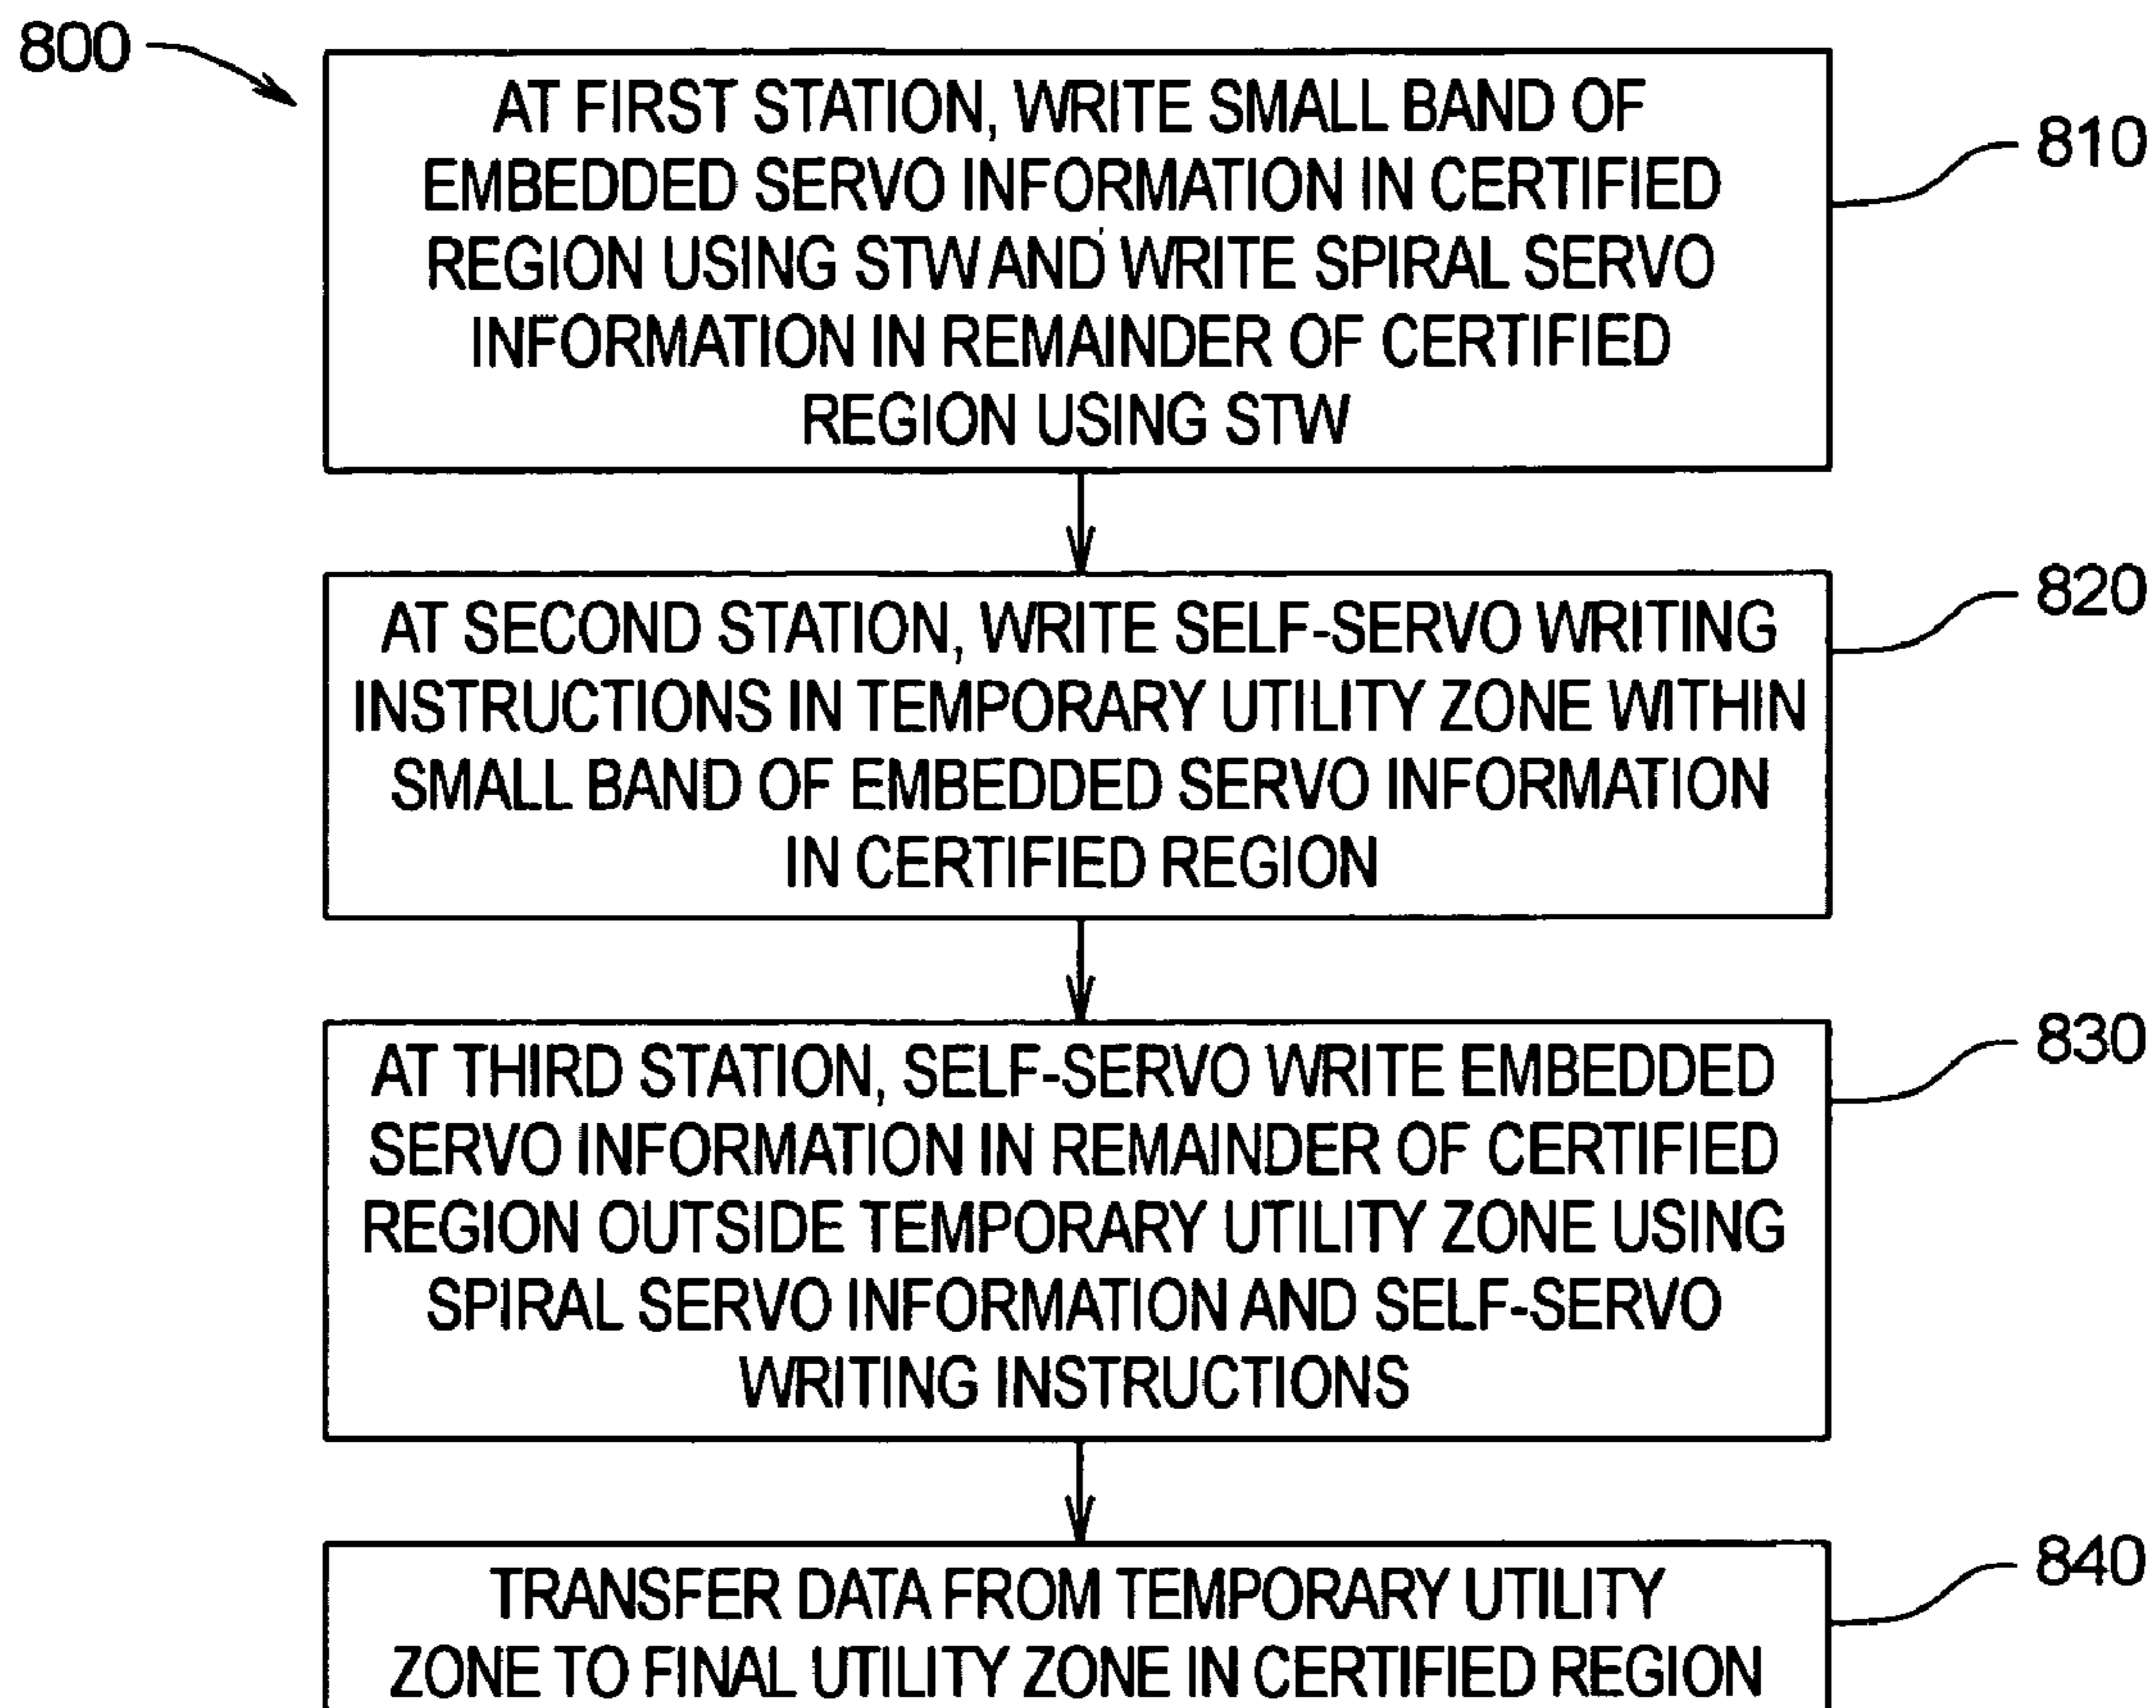 800
AT FIRST STATION, WRITE SMALL BAND OF
EMBEDDED SERVO INFORMATION IN CERTIFIED
REGION USING STW AND WRITE SPIRAL SERVO
INFORMATION IN REMAINDER OF CERTIFIED
REGION USING STW
810
AT SECOND STATION, WRITE SELF-SERVO WRITING
INSTRUCTIONS IN TEMPORARY UTILITY ZONE WITHIN
SMALL BAND OF EMBEDDED SERVO INFORMATION
IN CERTIFIED REGION
820
AT THIRD STATION, SELF-SERVO WRITE EMBEDDED
SERVO INFORMATION IN REMAINDER OF CERTIFIED
REGION OUTSIDE TEMPORARY UTILITY ZONE USING
SPIRAL SERVO INFORMATION AND SELF-SERVO
WRITING INSTRUCTIONS
830
TRANSFER DATA FROM TEMPORARY UTILITY
ZONE TO FINAL UTILITY ZONE IN CERTIFIED REGION
840